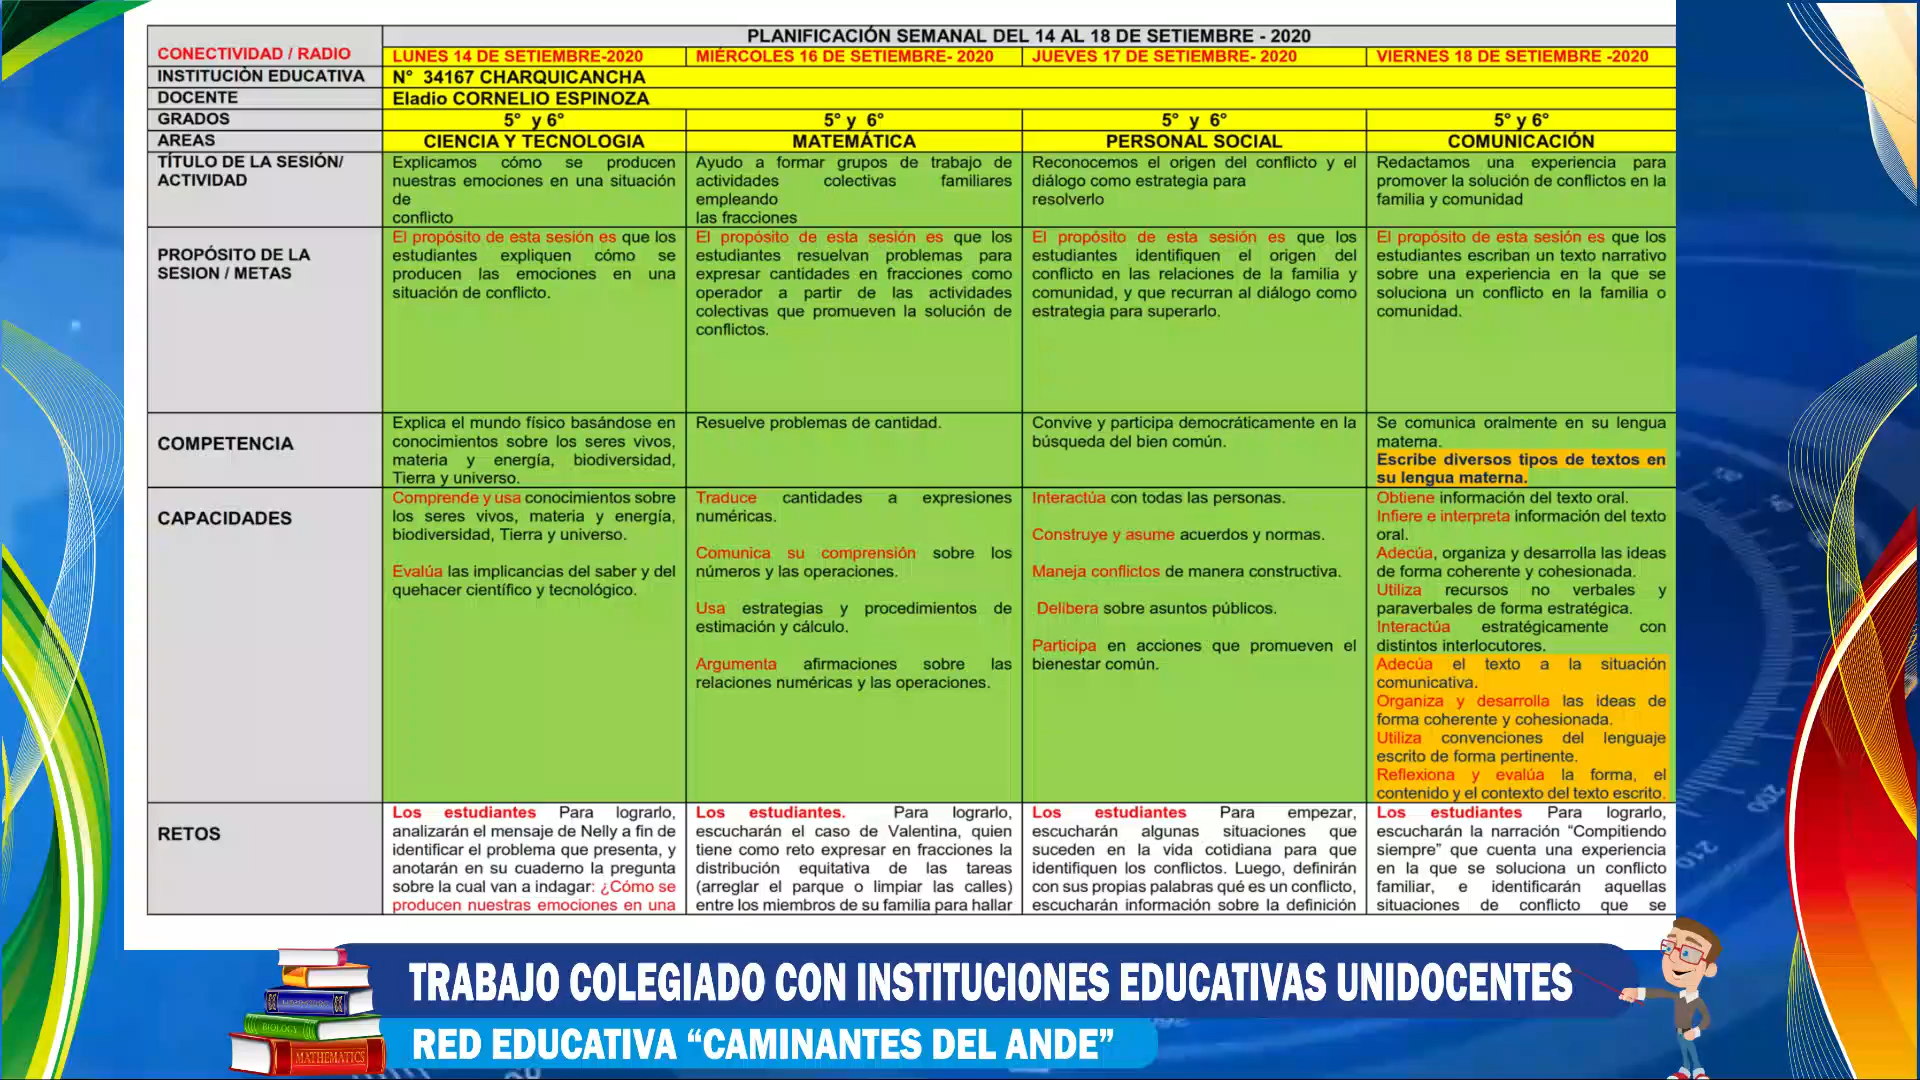 PLANIFICACIÓN SEMANAL DEL 14 AL 18 DE SETIEMBRE - 2020
CONECTIVIDAD / RADIO
LUNES 14 DE SETIEMBRE-2020
MIÉRCOLES 16 DE SETIEMBRE- 2020
JUEVES 17 DE SETIEMBRE- 2020
VIERNES 18 DE SETIEMBRE -2020
INSTITUCIÒN EDUCATIVA
N° 34167 CHARQUICANCHA
DOCENTE
Eladio CORNELIO ESPINOZA
GRADOS
5° y 6°
5° y 6°
5° y 6°
5° y 6°
AREAS
CIENCIA Y TECNOLOGIA
MATEMÁTICA
PERSONAL SOCIAL
COMUNICACIÓN
TÍTULO DE LA SESIÓN/
ACTIVIDAD
Explicamos cómo se producen
nuestras emociones en una situación
de
conflicto
Ayudo a formar grupos de trabajo de
actividades colectivas familiares
empleando
las fracciones
Reconocemos el origen del conflicto y el
diálogo como estrategia para
resolverlo
Redactamos una experiencia para
promover la solución de conflictos en la
familia y comunidad
PROPÓSITO DE LA
SESION / METAS
El propósito de esta sesión es que los
estudiantes expliquen cómo se
producen las emociones en una
situación de conflicto.
El propósito de esta sesión es que los
estudiantes resuelvan problemas para
expresar cantidades en fracciones como
operador a partir de las actividades
colectivas que promueven la solución de
conflictos.
El propósito de esta sesión es que los
estudiantes identifiquen el origen del
conflicto en las relaciones de la familia y
comunidad, y que recurran al diálogo como
estrategia para superarlo.
El propósito de esta sesión es que los
estudiantes escriban un texto narrativo
sobre una experiencia en la que se
soluciona un conflicto en la familia o
comunidad.
COMPETENCIA
Explica el mundo físico basándose en
conocimientos sobre los seres vivos,
materia y energía, biodiversidad,
Tierra y universo.
Resuelve problemas de cantidad.
Convive y participa democráticamente en la
búsqueda del bien común.
Se comunica oralmente en su lengua
materna.
Escribe diversos tipos de textos en
su lengua materna.
CAPACIDADES
Comprende y usa conocimientos sobre
los seres vivos, materia y energía,
biodiversidad, Tierra y universo.
Evalúa las implicancias del saber y del
quehacer científico y tecnológico.
Traduce cantidades a expresiones
numéricas.
Comunica su comprensión sobre los
números y las operaciones.
Usa estrategias y procedimientos de
estimación y cálculo.
Argumenta afirmaciones sobre las
relaciones numéricas y las operaciones.
Interactúa con todas las personas.
Construye y asume acuerdos y normas.
Maneja conflictos de manera constructiva.
Delibera sobre asuntos públicos.
Participa en acciones que promueven el
bienestar común.
Obtiene información del texto oral.
Infiere e interpreta información del texto
oral.
Adecúa, organiza y desarrolla las ideas
de forma coherente y cohesionada.
Utiliza recursos no verbales y
paraverbales de forma estratégica.
Interactúa estratégicamente con
distintos interlocutores.
Adecúa el texto a la situación
comunicativa.
Organiza y desarrolla las ideas de
forma coherente y cohesionada.
Utiliza convenciones del lenguaje
escrito de forma pertinente.
Reflexiona y evalúa la forma, el
contenido y el contexto del texto escrito.
RETOS
Los estudiantes Para lograrlo,
analizarán el mensaje de Nelly a fin de
identificar el problema que presenta, y
anotarán en su cuaderno la pregunta
sobre la cual van a indagar: ¿Cómo se
producen nuestras emociones en una
Los estudiantes. Para lograrlo,
escucharán el caso de Valentina, quien
tiene como reto expresar en fracciones la
distribución equitativa de las tareas
(arreglar el parque o limpiar las calles)
entre los miembros de su familia para hallar
Los estudiantes Para empezar,
escucharán algunas situaciones que
suceden en la vida cotidiana para que
identifiquen los conflictos. Luego, definirán
con sus propias palabras qué es un conflicto,
escucharán información sobre la definición
Los estudiantes Para lograrlo,
escucharán la narración “Compitiendo
siempre” que cuenta una experiencia
en la que se soluciona un conflicto
familiar, e identificarán aquellas
situaciones de conflicto que se
TRABAJO COLEGIADO CON INSTITUCIONES EDUCATIVAS UNIDOCENTES
RED EDUCATIVA “CAMINANTES DEL ANDE”
BIOLOGY
MATHEMATICS
200
210